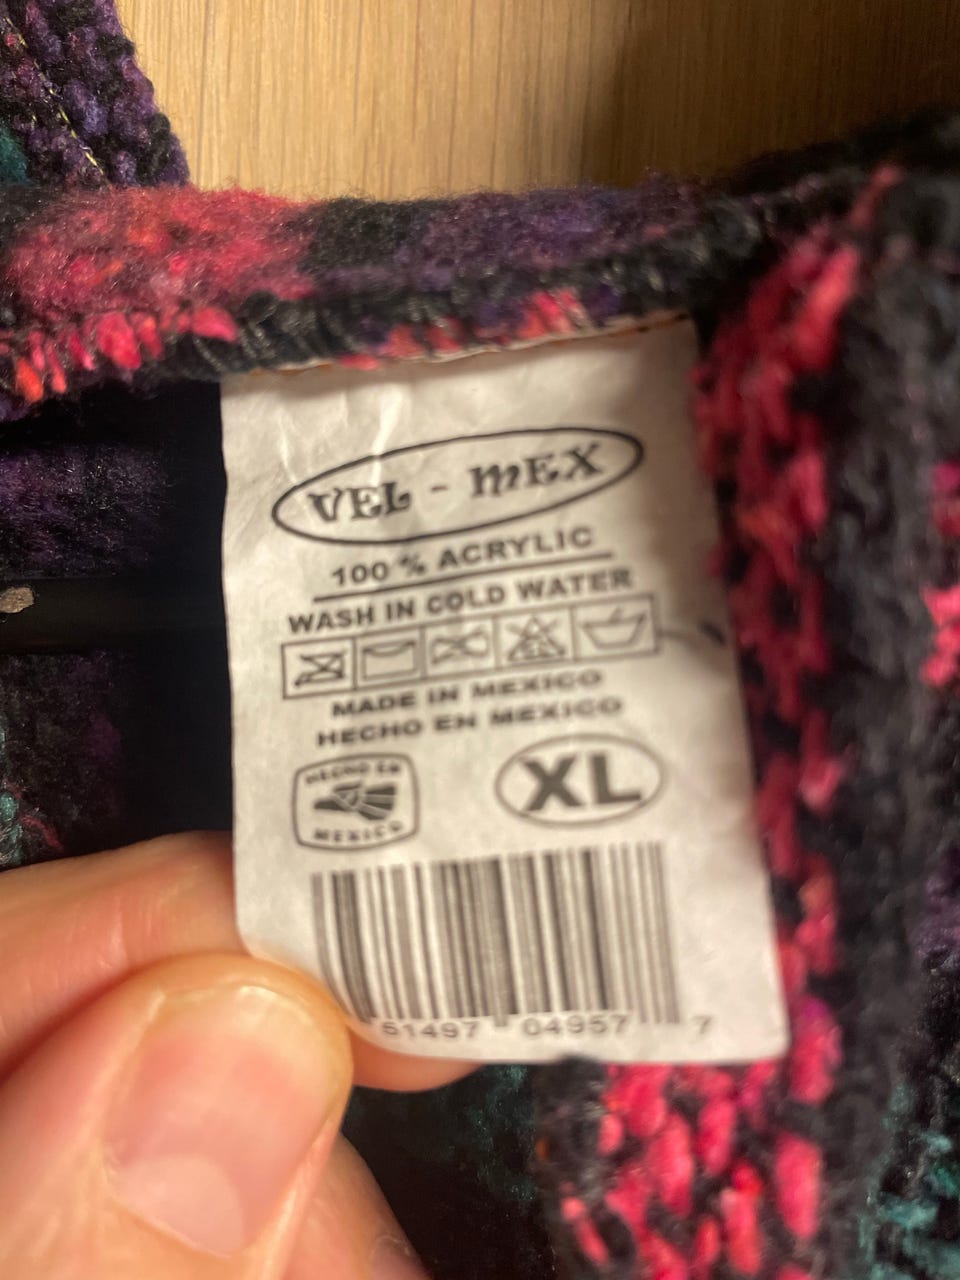 VEL - MEX
100 % ACRYLIC
WASH IN COLD WATER
MADE IN MEXICO
HECHO EN MEXICO
HECHO EN
MEXICO
XL
51497 04957 7